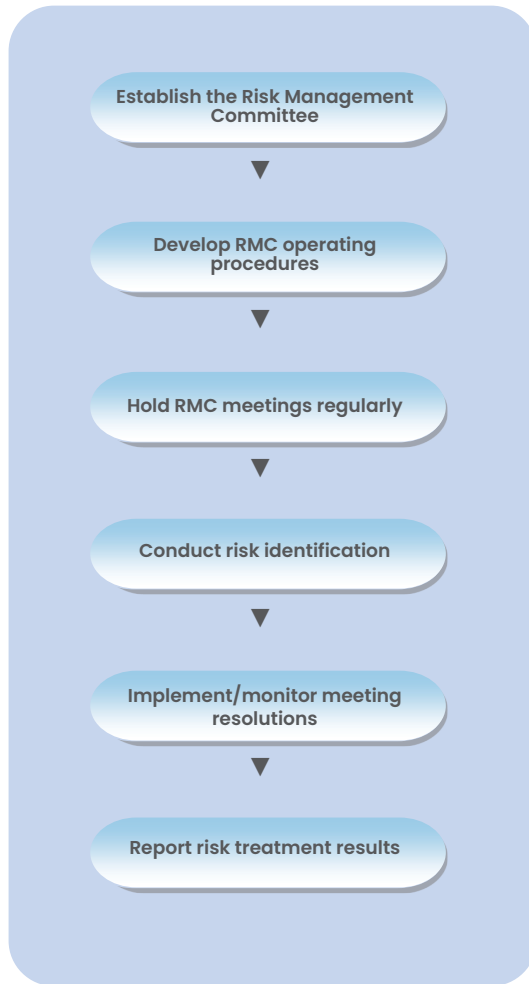 Establish the Risk Management
Committee
Develop RMC operating
procedures
Hold RMC meetings regularly
Conduct risk identification
Implement/monitor meeting
resolutions
Report risk treatment results